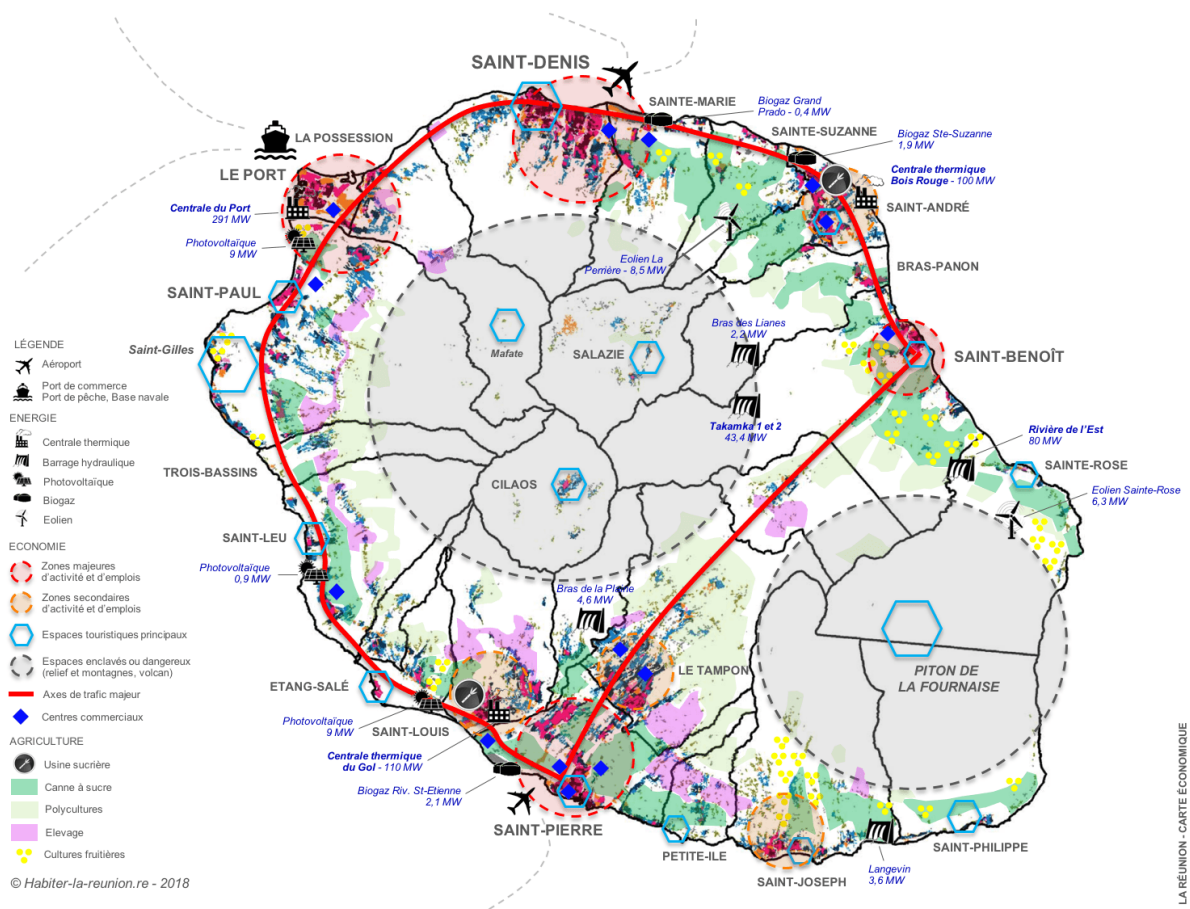 SAINT-DENIS
SAINTE-MARIE
Biogaz Grand
Prado - 0,4 MW
SAINTE-SUZANNE
Biogaz Ste-Suzanne
1,9 MW
LA POSSESSION
LE PORT
Centrale thermique
Bois Rouge - 100 MW
Centrale du Port
291 MW
SAINT-ANDRÉ
Photovoltaïque
9 MW
Eolien La
Perrière - 8,5 MW
BRAS-PANON
SAINT-PAUL
Bras des Lianes
2,2 MW
Saint-Gilles
Mafate
SALAZIE
SAINT-BENOÎT
LÉGENDE
Aéroport
Port de commerce
Port de pêche, Base navale
ENERGIE
Centrale thermique
Barrage hydraulique
Photovoltaïque
Biogaz
Eolien
Takamka 1 et 2
43,4 MW
Rivière de l'Est
80 MW
TROIS-BASSINS
CILAOS
SAINTE-ROSE
Eolien Sainte-Rose
6,3 MW
SAINT-LEU
Photovoltaïque
0,9 MW
ECONOMIE
Zones majeures
d'activité et d'emplois
Zones secondaires
d'activité et d'emplois
Espaces touristiques principaux
Espaces enclavés ou dangereux
(relief et montagnes, volcan)
Axes de trafic majeur
Centres commerciaux
Bras de la Plaine
4,6 MW
LE TAMPON
PITON DE
LA FOURNAISE
ETANG-SALÉ
Photovoltaïque
9 MW
SAINT-LOUIS
Centrale thermique
du Gol - 110 MW
Biogaz Riv. St-Etienne
2,1 MW
SAINT-PIERRE
PETITE-ILE
SAINT-JOSEPH
Langevin
3,6 MW
SAINT-PHILIPPE
AGRICULTURE
Usine sucrière
Canne à sucre
Polycultures
Elevage
Cultures fruitières
© Habiter-la-reunion.re - 2018
LA RÉUNION - CARTE ÉCONOMIQUE